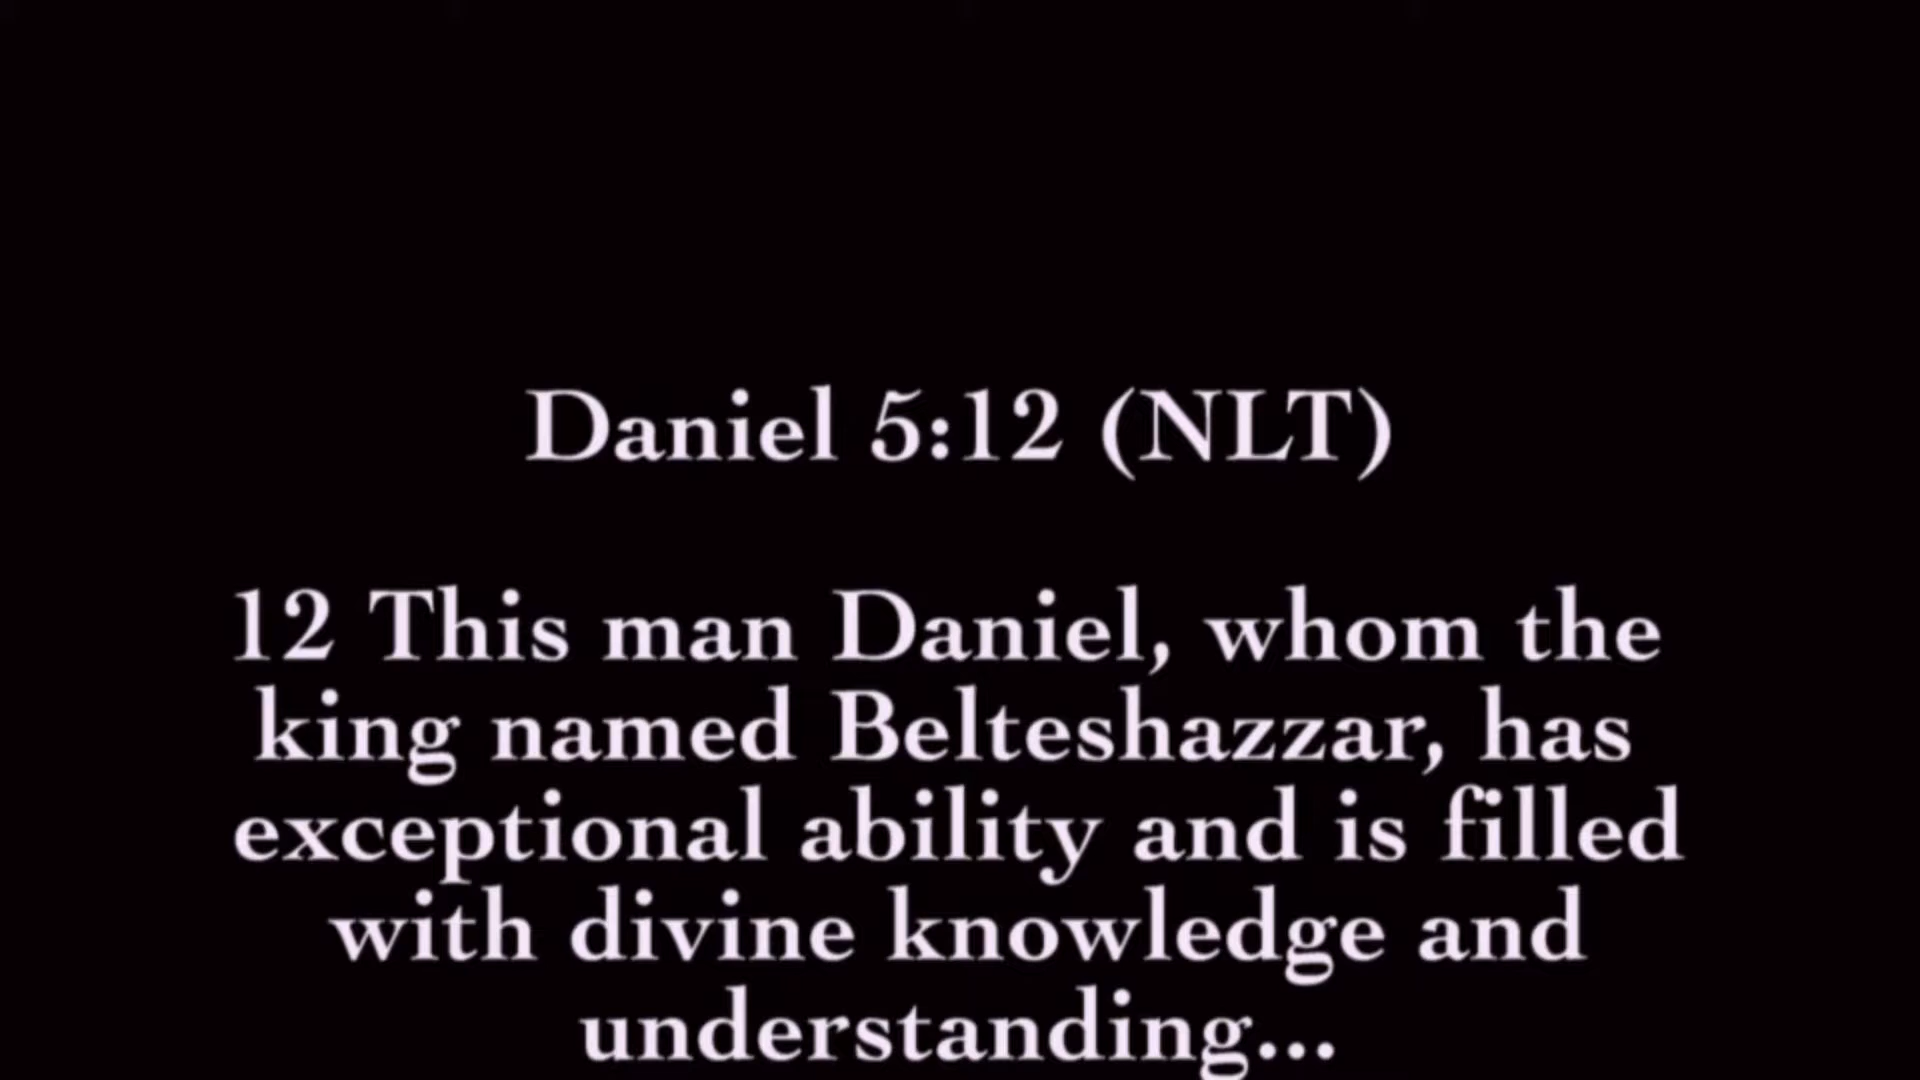 Daniel 5:12 (NLT)
12 This man Daniel, whom the
king named Belteshazzar, has
exceptional ability and is filled
with divine knowledge and
understanding...